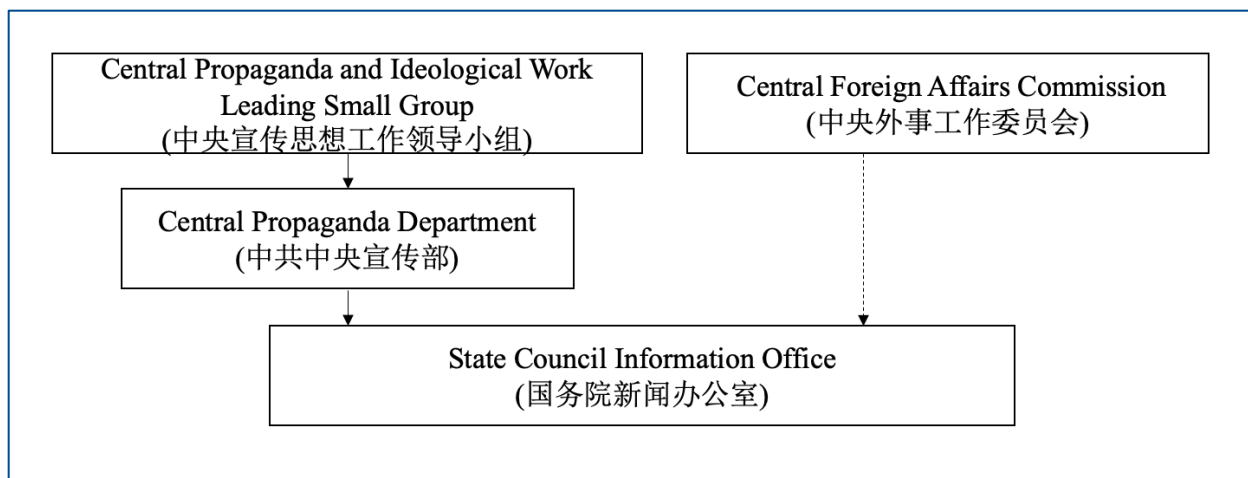 Central Propaganda and Ideological Work
Leading Small Group
(中央宣传思想工作领导小组)
Central Foreign Affairs Commission
(中央外事工作委员会)
Central Propaganda Department
(中共中央宣传部)
State Council Information Office
(国务院新闻办公室)